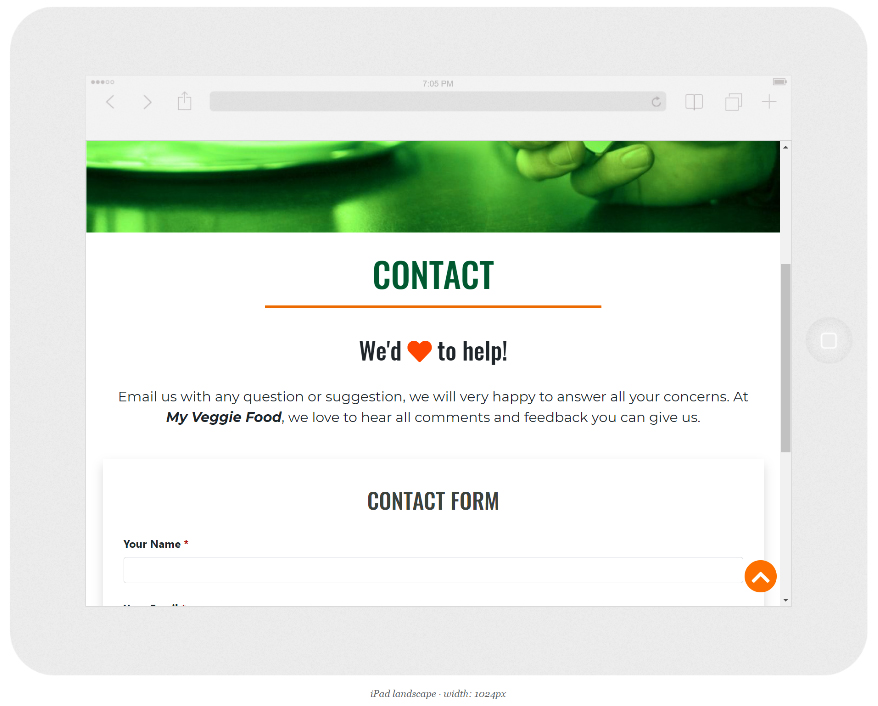 7:05 PM
CONTACT
We'd to help!
Email us with any question or suggestion, we will very happy to answer all your concerns. At
My Veggie Food, we love to hear all comments and feedback you can give us.
CONTACT FORM
Your Name *
iPad landscape - width: 1024px